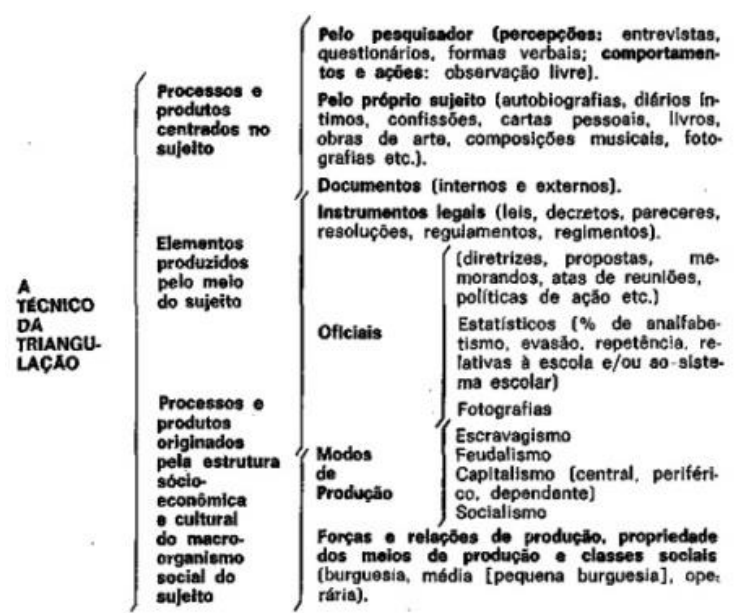 A
TÉCNICO
DA
TRIANGU-
LAÇÃO
Processos e
produtos
centrados no
sujeito
Pelo pesquisador (percepções: entrevistas,
questionários, formas verbais; comportamen-
tos e ações: observação livre).
Pelo próprio sujeito (autobiografias, diários ín-
timos, confissões, cartas pessoais, livros,
obras de arte, composições musicais, foto-
grafias etc.).
Elementos
produzidos
pelo meio
do sujeito
Documentos (internos e externos).
Instrumentos legais (leis, decretos, pareceres,
resoluções, regulamentos, regimentos).
Oficiais
(diretrizes, propostas, me-
morandos, atas de reuniões,
políticas de ação etc.)
Estatísticos (% de analfabe-
tismo, evasão, repetência, re-
lativas à escola e/ou ao siste-
ma escolar)
Fotografias
Processos e
produtos
originados
pela estrutura
sócio-
econômica
e cultural
do macro-
organismo
social do
sujeito
Modos
de
Produção
Escravagismo
Feudalismo
Capitalismo (central, periféri-
co, dependente)
Socialismo
Forças e relações de produção, propriedade
dos meios de produção e classes sociais
(burguesia, média [pequena burguesia], ope-
rária).